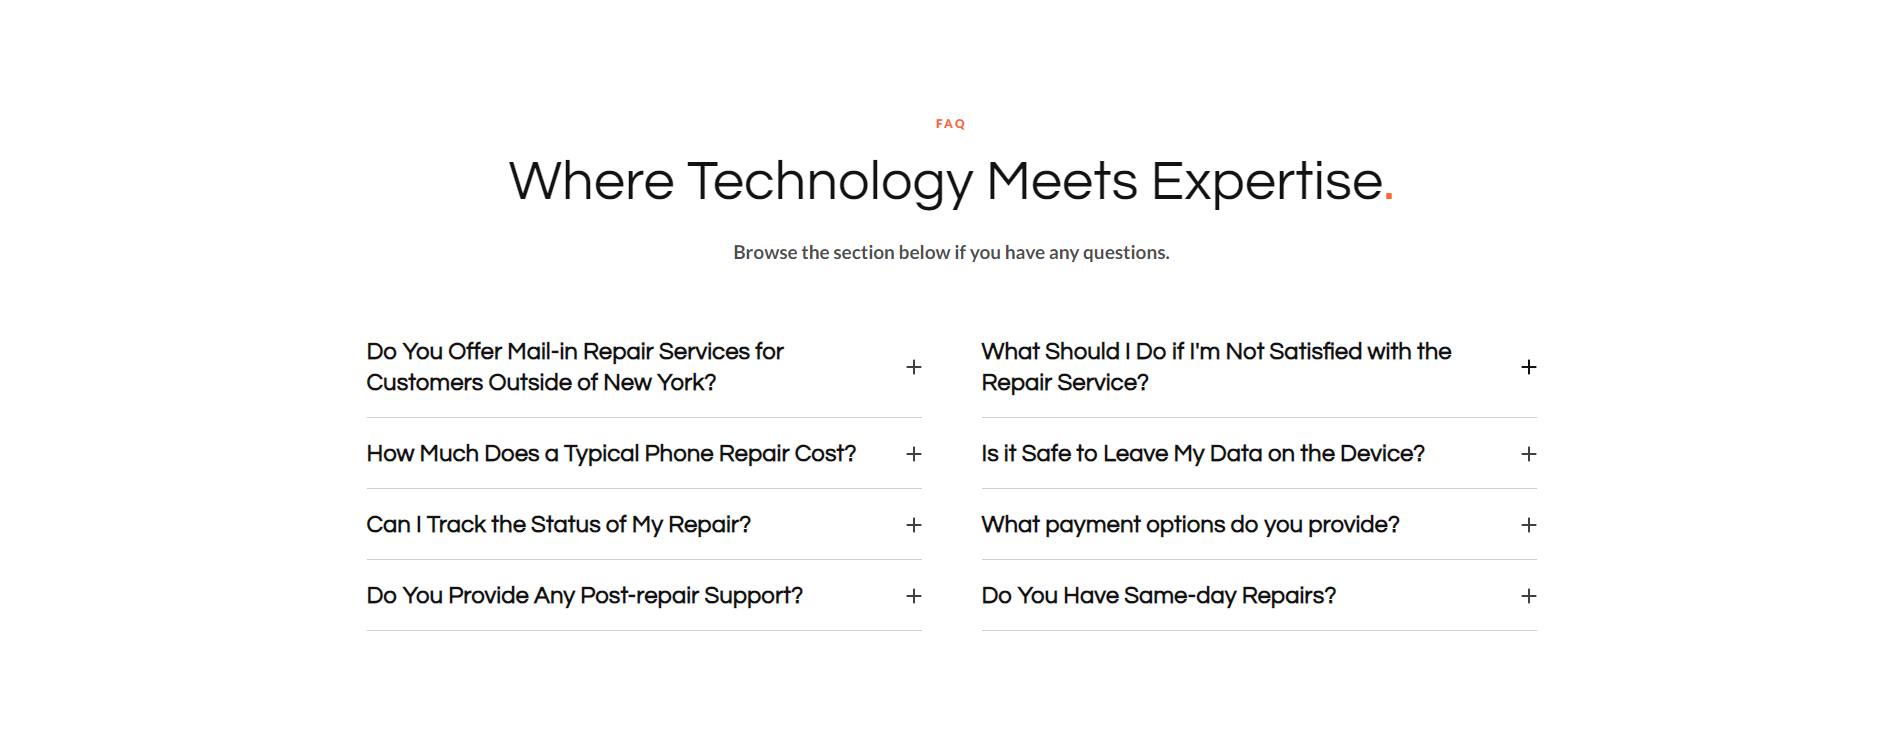 FAQ
Where Technology Meets Expertise.
Browse the section below if you have any questions.
Do You Offer Mail-in Repair Services for
Customers Outside of New York?
How Much Does a Typical Phone Repair Cost?
Can I Track the Status of My Repair?
Do You Provide Any Post-repair Support?
What Should I Do if I'm Not Satisfied with the
Repair Service?
Is it Safe to Leave My Data on the Device?
What payment options do you provide?
Do You Have Same-day Repairs?